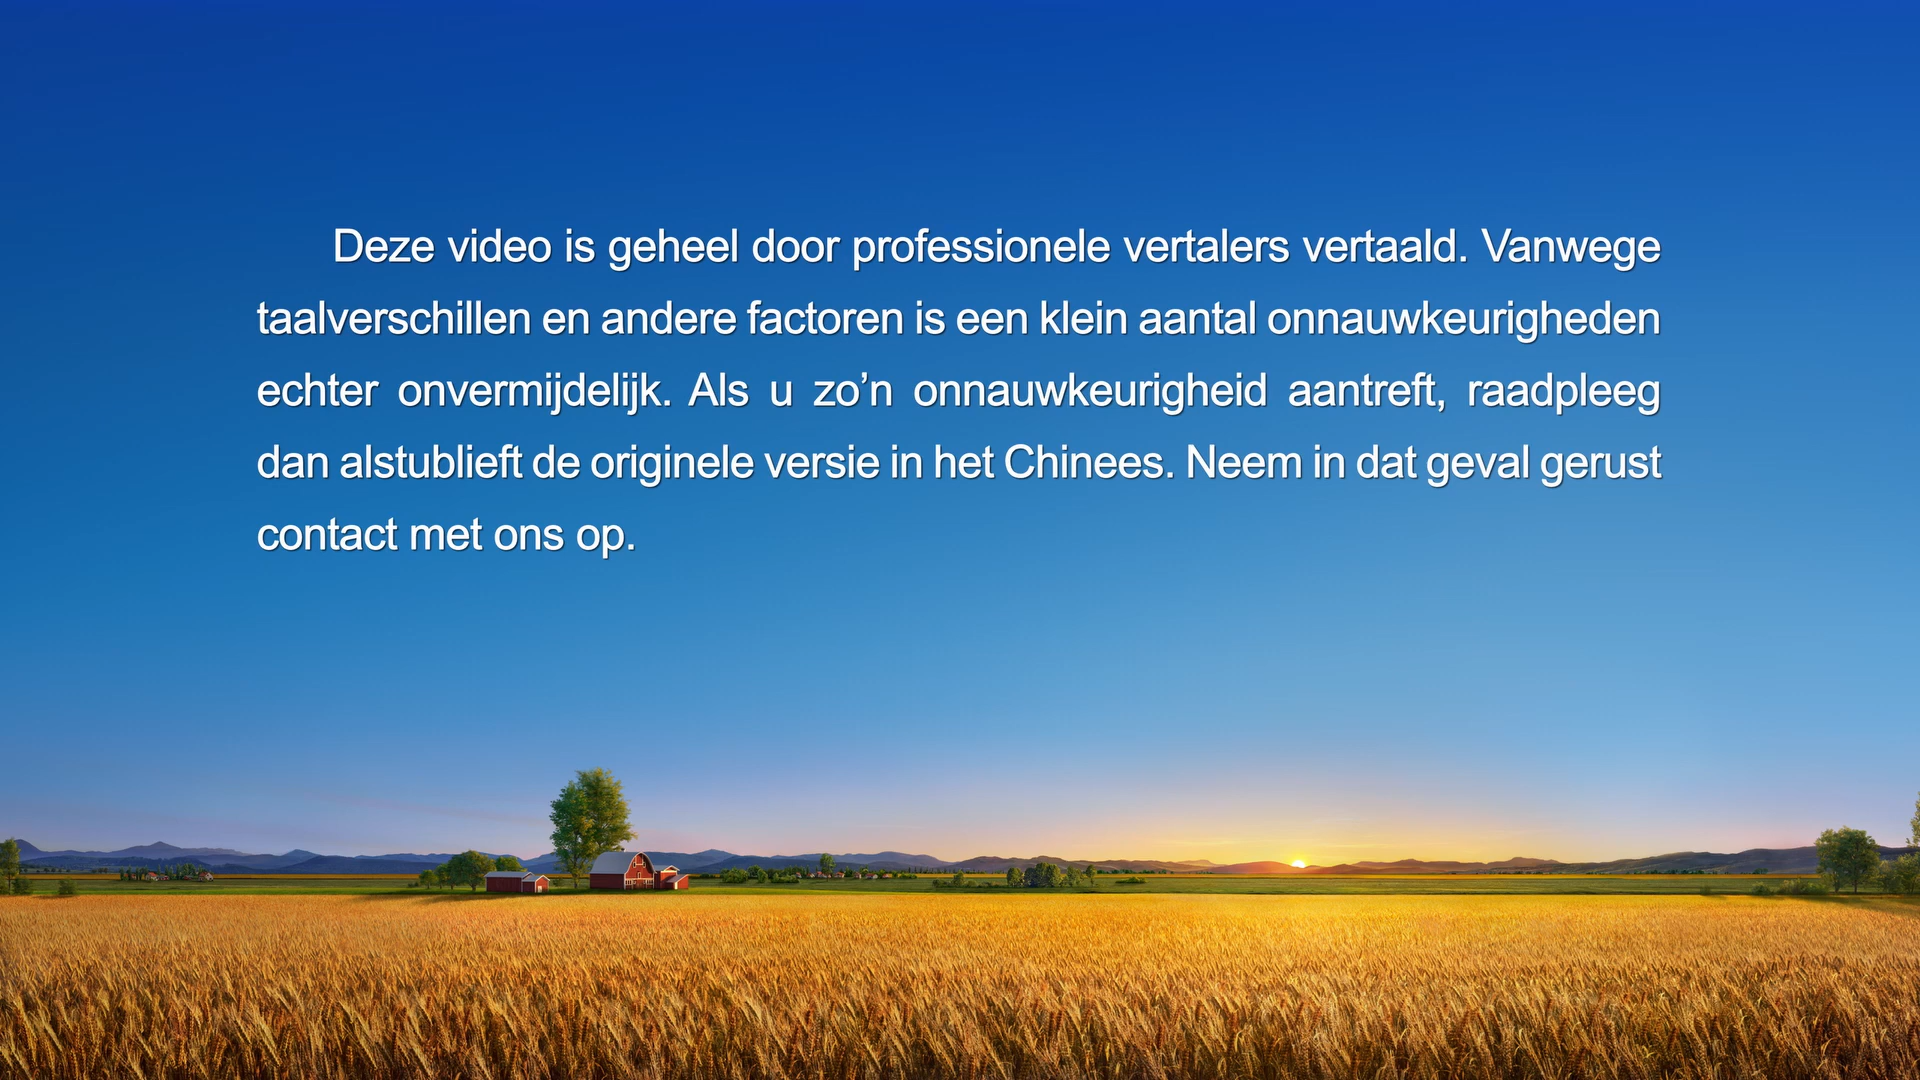 Deze video is geheel door professionele vertalers vertaald. Vanwege
taalverschillen en andere factoren is een klein aantal onnauwkeurigheden
echter onvermijdelijk. Als u zo’n onnauwkeurigheid aantreft, raadpleeg
dan alstublieft de originele versie in het Chinees. Neem in dat geval gerust
contact met ons op.